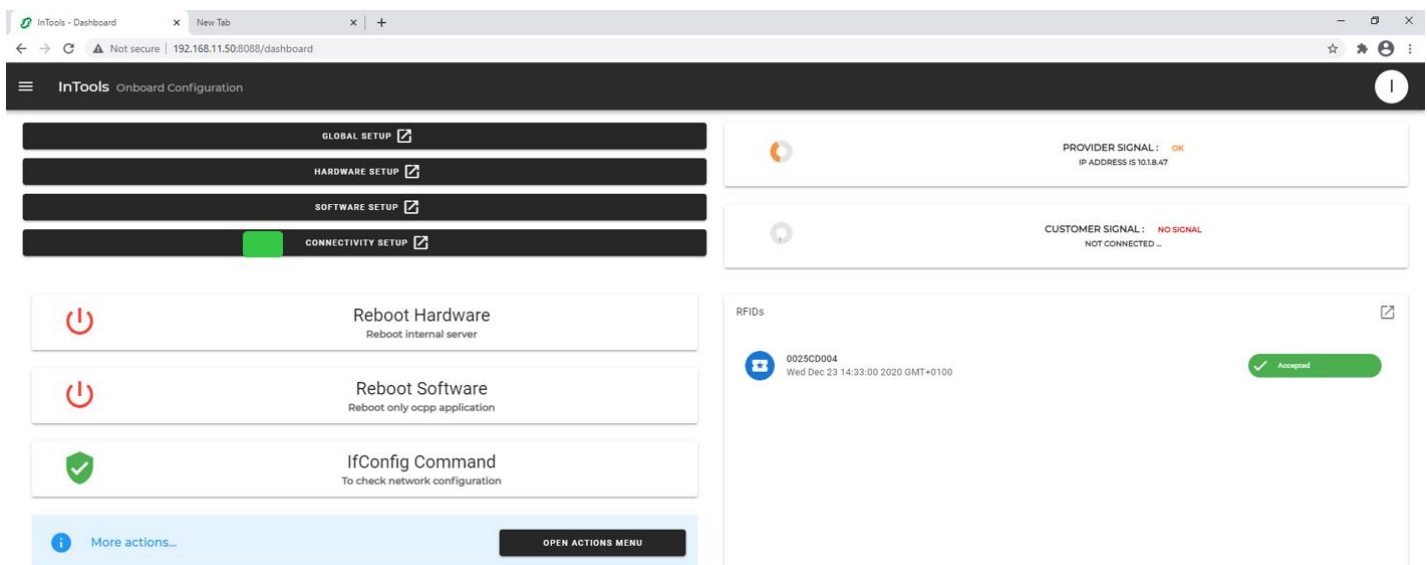 InTools - Dashboard
New Tab
Not secure | 192.168.11.50:8088/dashboard
InTools Onboard Configuration
I
GLOBAL SETUP
HARDWARE SETUP
SOFTWARE SETUP
CONNECTIVITY SETUP
PROVIDER SIGNAL : OK
IP ADDRESS IS 10.1.8.47
CUSTOMER SIGNAL : NO SIGNAL
NOT CONNECTED ...
Reboot Hardware
Reboot internal server
Reboot Software
Reboot only ocpp application
IfConfig Command
To check network configuration
More actions...
OPEN ACTIONS MENU
RFIDs
0025CD004
Wed Dec 23 14:33:00 2020 GMT+0100
Accepted